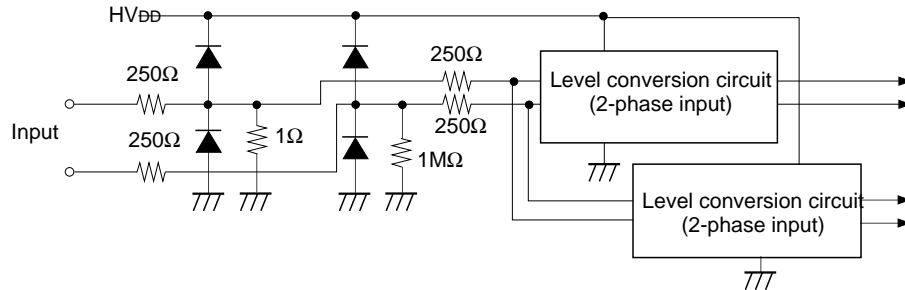 HVDD
250Ω
250Ω
Level conversion circuit
(2-phase input)
Input
250Ω
1Ω
250Ω
1MΩ
Level conversion circuit
(2-phase input)